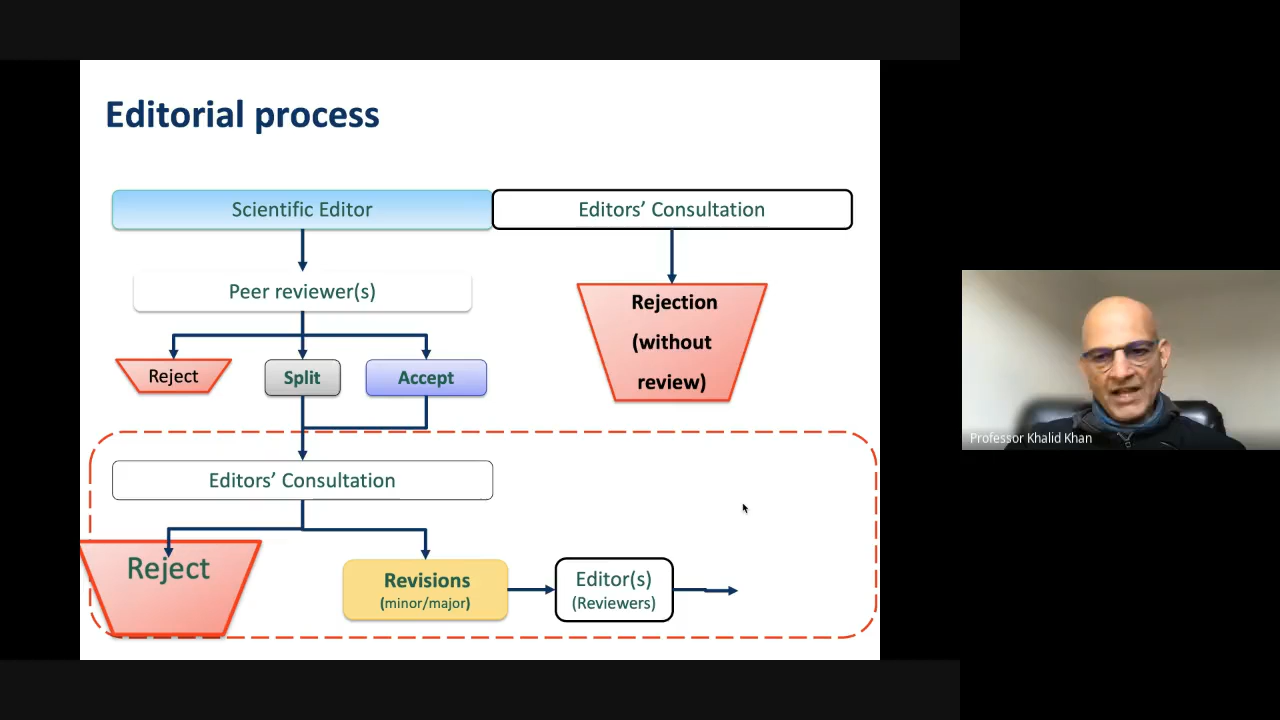 Editorial process
Scientific Editor
Editors’ Consultation
Peer reviewer(s)
Rejection
(without
review)
Reject
Split
Accept
Professor Khalid Khan
Editors’ Consultation
Reject
Revisions
(minor/major)
Editor(s)
(Reviewers)